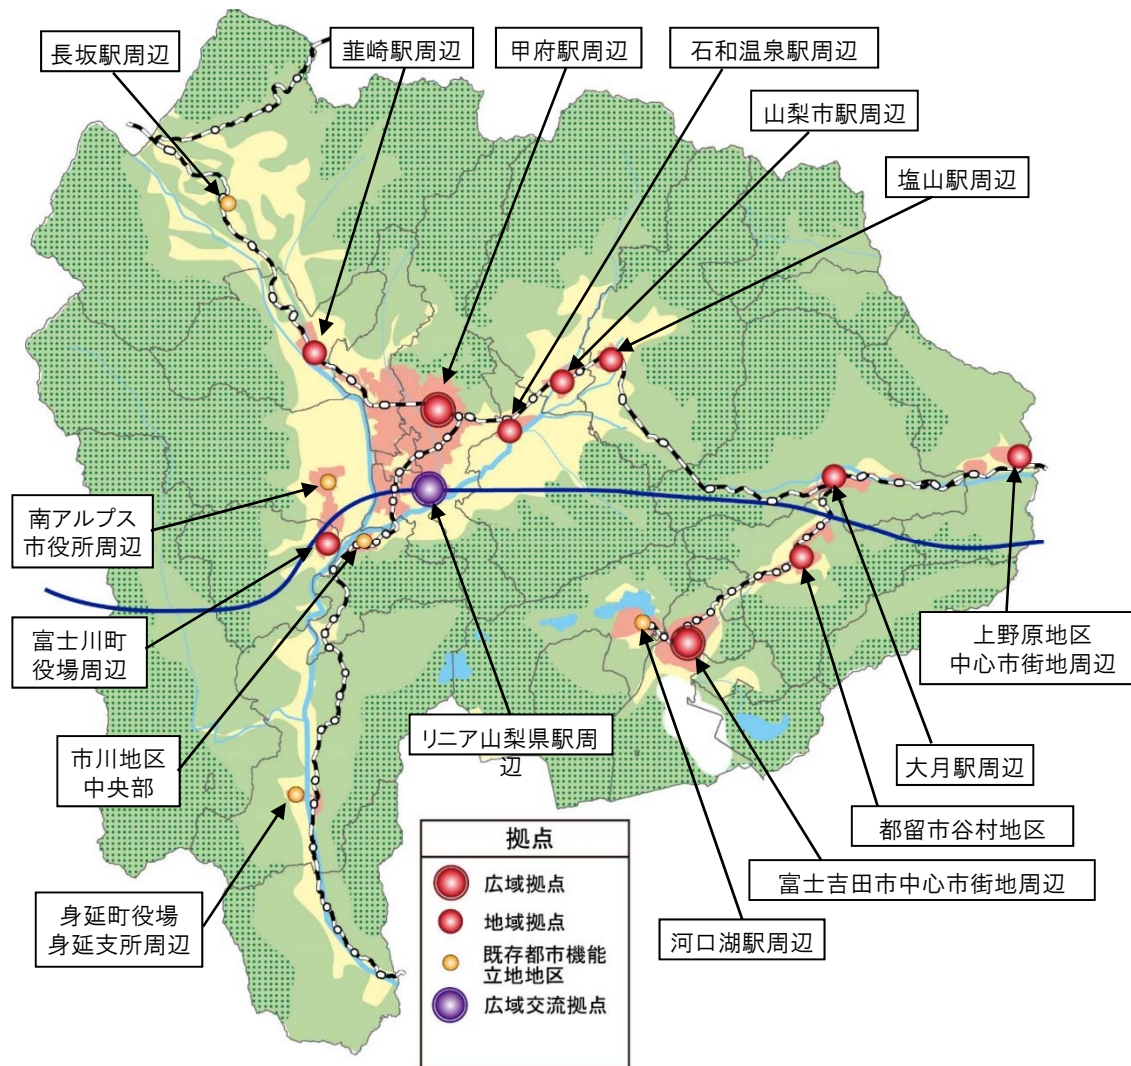 長坂駅周辺
韮崎駅周辺
甲府駅周辺
石和温泉駅周辺
山梨市駅周辺
塩山駅周辺
南アルプス
市役所周辺
富士川町
役場周辺
市川地区
中央部
身延町役場
身延支所周辺
リニア山梨県駅周
辺
上野原地区
中心市街地周辺
大月駅周辺
都留市谷村地区
富士吉田市中心市街地周辺
河口湖駅周辺
拠点
広域拠点
地域拠点
既存都市機能
立地地区
広域交流拠点